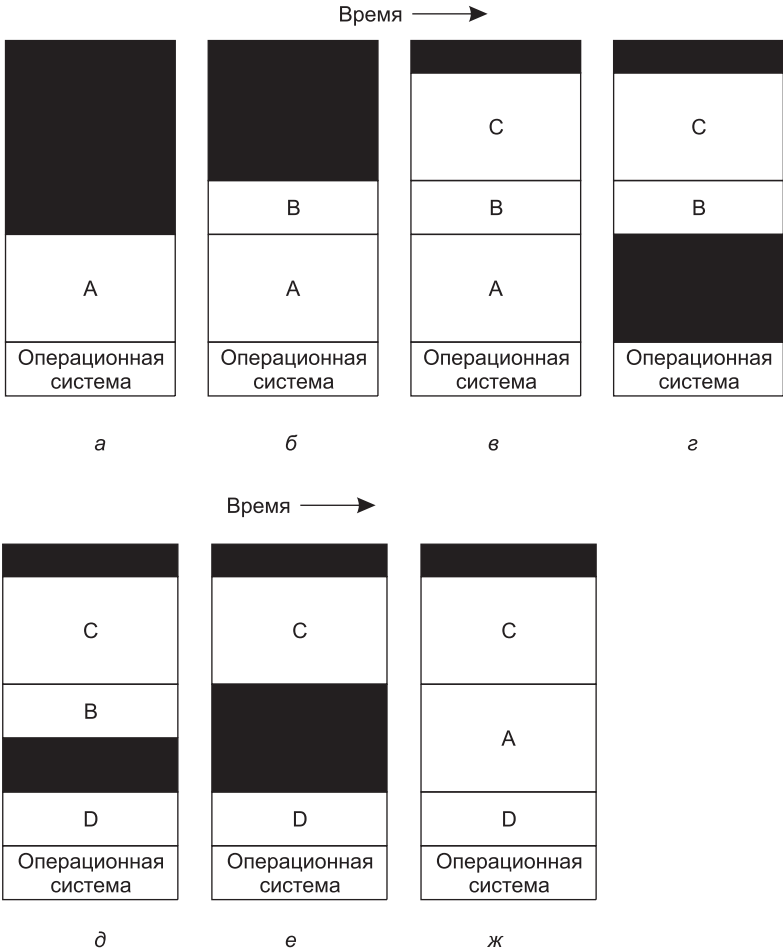 Время
C
C
B
B
B
A
A
A
Операционная система
Операционная система
Операционная система
Операционная система
а
б
в
г
Время
C
C
C
B
A
D
D
D
Операционная система
Операционная система
Операционная система
д
е
ж